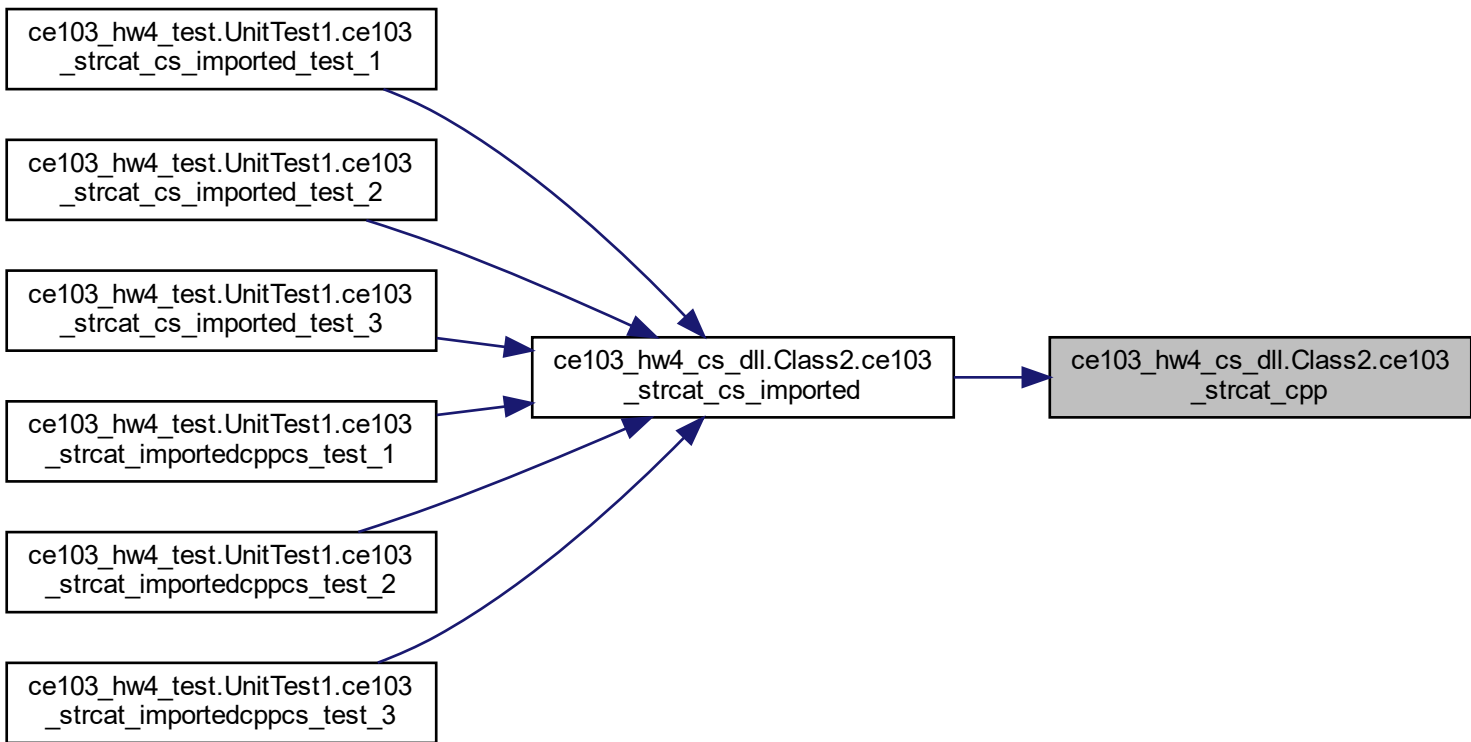 ce103_hw4_test.UnitTest1.ce103
_strcat_cs_imported_test_1
ce103_hw4_test.UnitTest1.ce103
_strcat_cs_imported_test_2
ce103_hw4_test.UnitTest1.ce103
_strcat_cs_imported_test_3
ce103_hw4_test.UnitTest1.ce103
_strcat_importedcppcs_test_1
ce103_hw4_test.UnitTest1.ce103
_strcat_importedcppcs_test_2
ce103_hw4_test.UnitTest1.ce103
_strcat_importedcppcs_test_3
ce103_hw4_cs_dll.Class2.ce103
_strcat_cs_imported
ce103_hw4_cs_dll.Class2.ce103
_strcat_cpp